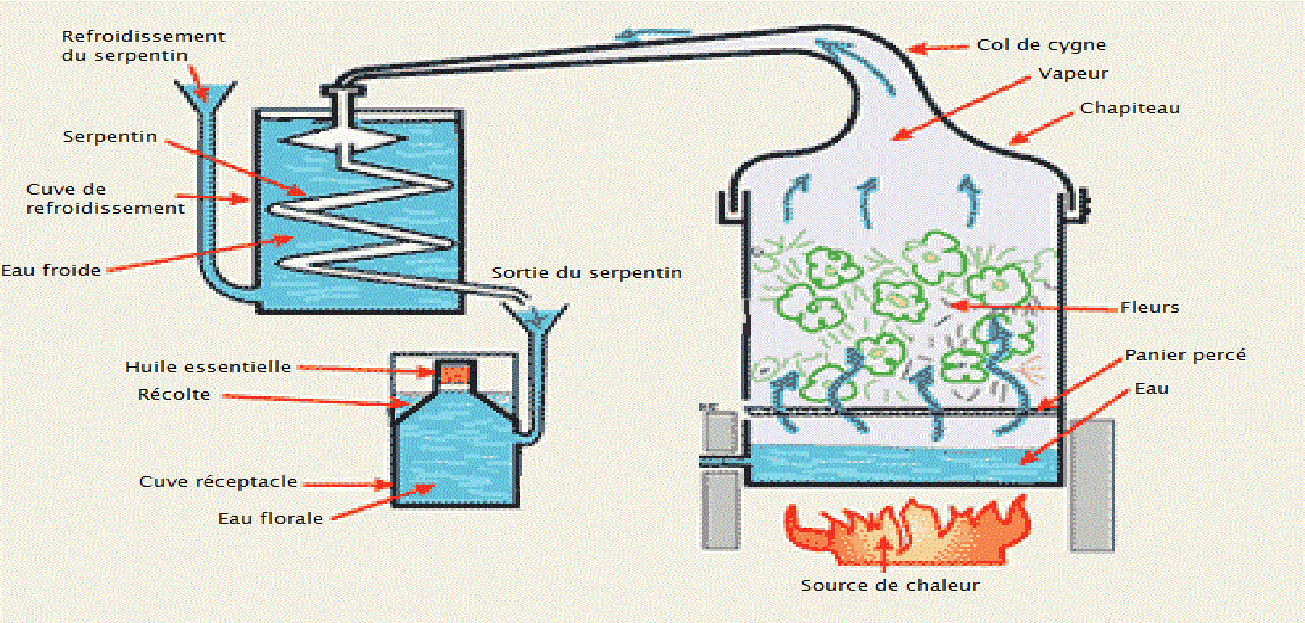 Refroidissement
du serpentin
Serpentin
Cuve de
refroidissement
Eau froide
Sortie du serpentin
Huile essentielle
Récolte
Cuve réceptacle
Eau florale
Col de cygne
Vapeur
Chapiteau
Fleurs
Panier percé
Eau
Source de chaleur